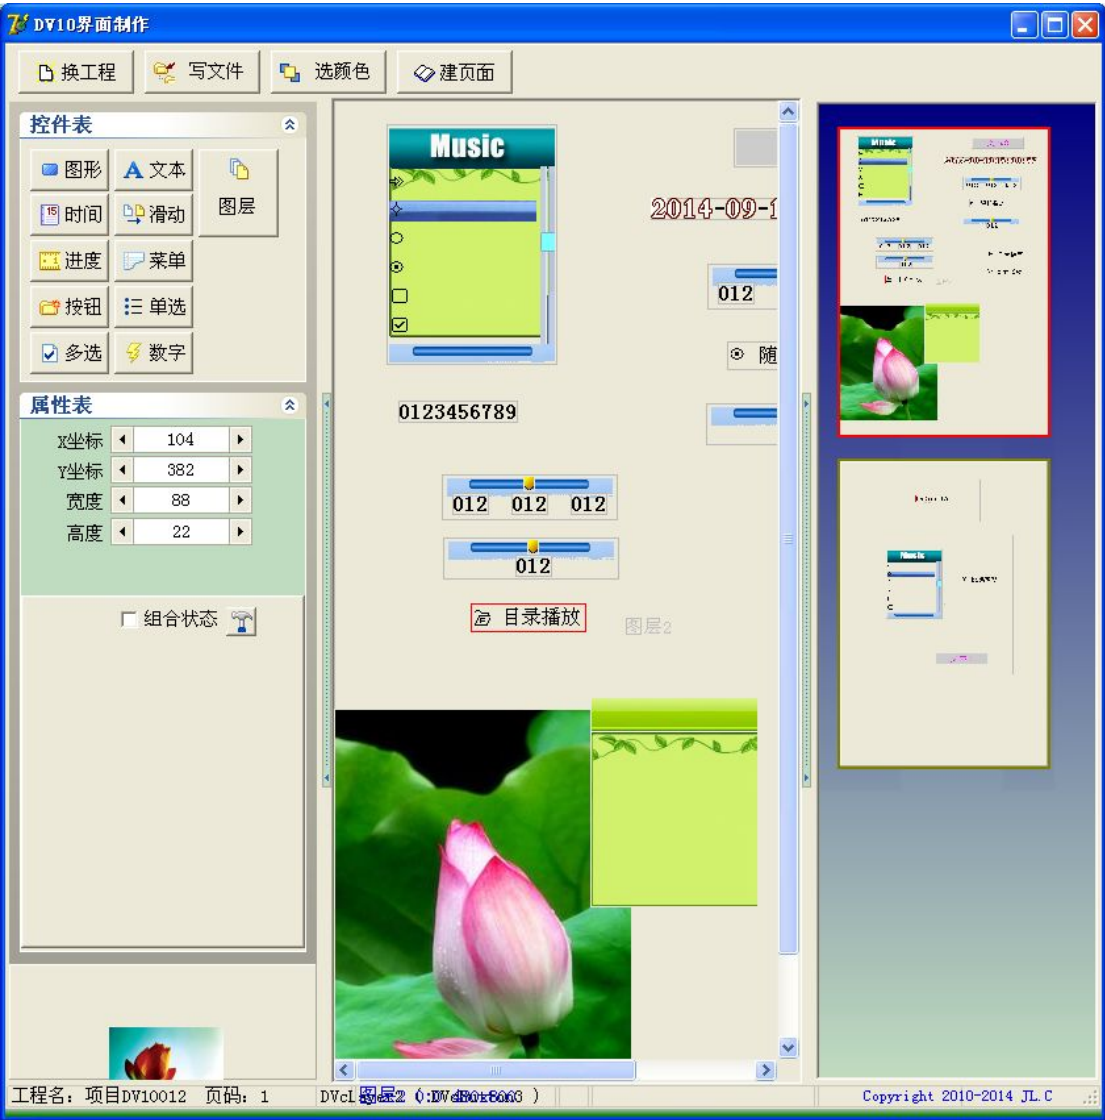 DV10界面制作
换工程 写文件 选颜色 建页面
控件表
图形 文本 图层
时间 滑动
进度 菜单
按钮 单选
多选 数字
属性表
X坐标 104
Y坐标 382
宽度 88
高度 22
组合状态
Music
2014-09-1
012
随
0123456789
012 012 012
012
目录播放
图层2
Music
Music
工程名: 项目DV10012 页码: 1
Copyright 2010-2014 JL.C